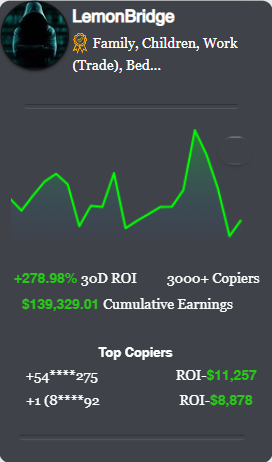 LemonBridge
Family, Children, Work
(Trade), Bed...
+278.98% 30D ROI 3000+ Copiers
$139,329.01 Cumulative Earnings
Top Copiers
+54****275 ROI-$11,257
+1 (8****92 ROI-$8,878